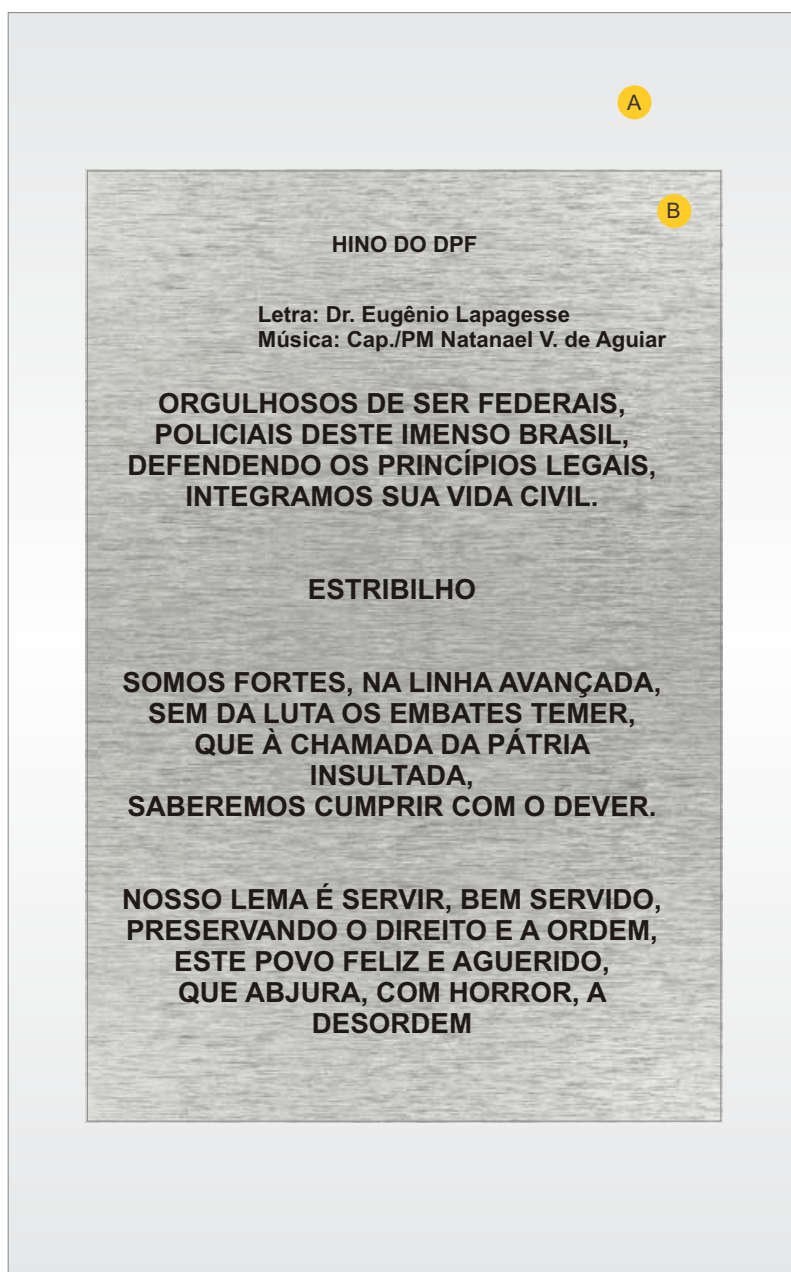 A
B
HINO DO DPF
Letra: Dr. Eugênio Lapagesse
Música: Cap./PM Natanael V. de Aguiar
ORGULHOSOS DE SER FEDERAIS,
POLICIAIS DESTE IMENSO BRASIL,
DEFENDENDO OS PRINCÍPIOS LEGAIS,
INTEGRAMOS SUA VIDA CIVIL.
ESTRIBILHO
SOMOS FORTES, NA LINHA AVANÇADA,
SEM DA LUTA OS EMBATES TEMER,
QUE À CHAMADA DA PÁTRIA
INSULTADA,
SABEREMOS CUMPRIR COM O DEVER.
NOSSO LEMA É SERVIR, BEM SERVIDO,
PRESERVANDO O DIREITO E A ORDEM,
ESTE POVO FELIZ E AGUERIDO,
QUE ABJURA, COM HORROR, A
DESORDEM